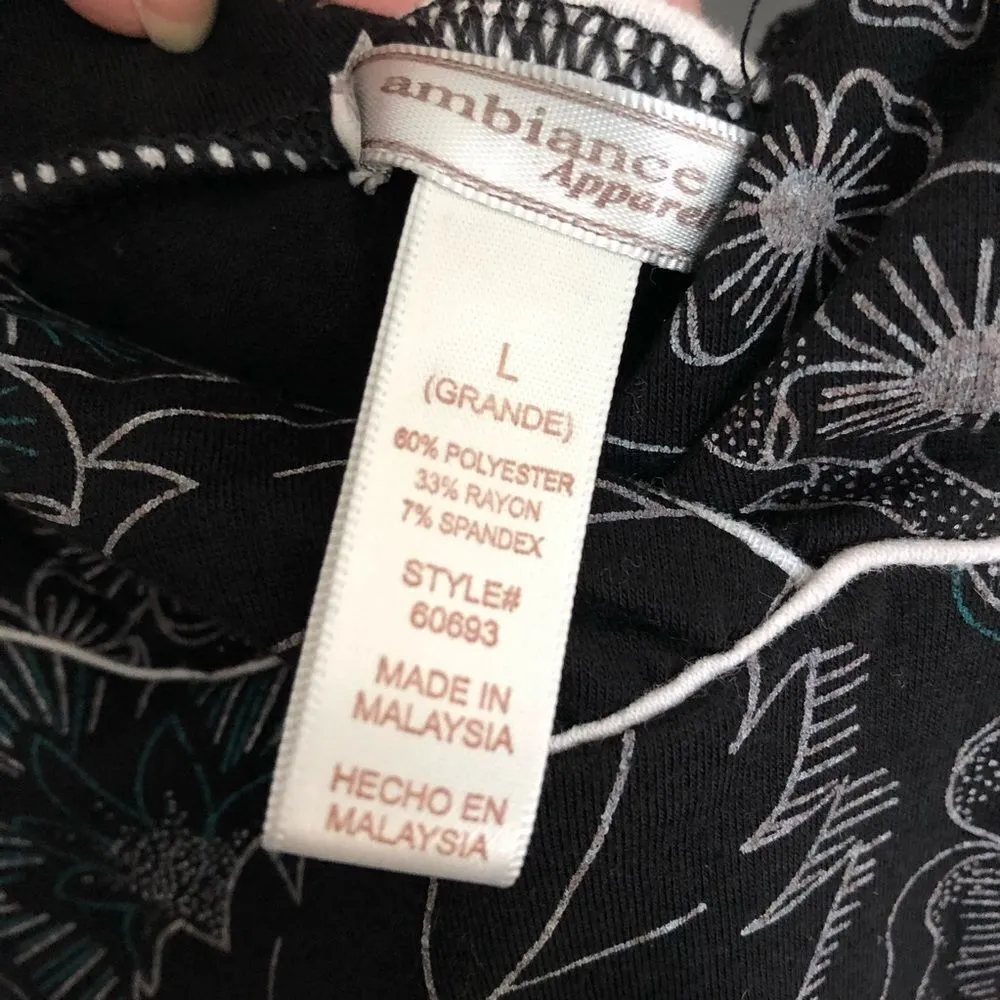 ambiance
Apparel
L
(GRANDE)
60% POLYESTER
33% RAYON
7% SPANDEX
STYLE#
60693
MADE IN
MALAYSIA
HECHO EN
MALAYSIA